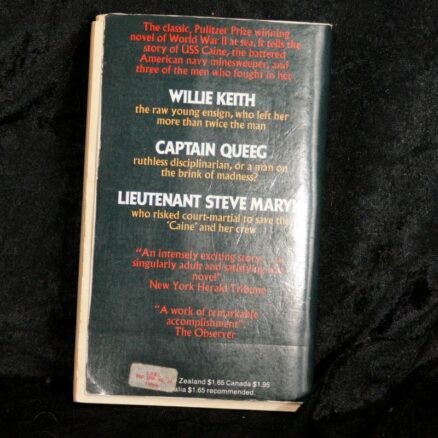 The classic, Pulitzer Prize winning
novel of World War II at sea, it tells the
story of USS Caine, the battered
American navy minesweeper, and
three of the men who fought in her
WILLIE KEITH
the raw young ensign, who left her
more than twice the man
CAPTAIN QUEEG
ruthless disciplinarian, or a man on
the brink of madness?
LIEUTENANT STEVE MARYK
who risked court-martial to save the
'Caine' and her crew
"An intensely exciting story
singularly adult and satisfying
novel".
New York Herald Tribune
"A work of remarkable
accomplishment".
The Observer
Zealand $1.65 Canada $1.95
$1.65 recommended.